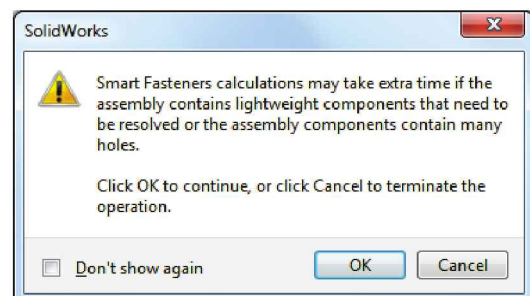 SolidWorks
Smart Fasteners calculations may take extra time if the
assembly contains lightweight components that need to
be resolved or the assembly components contain many
holes.
Click OK to continue, or click Cancel to terminate the
operation.
Don't show again
OK
Cancel